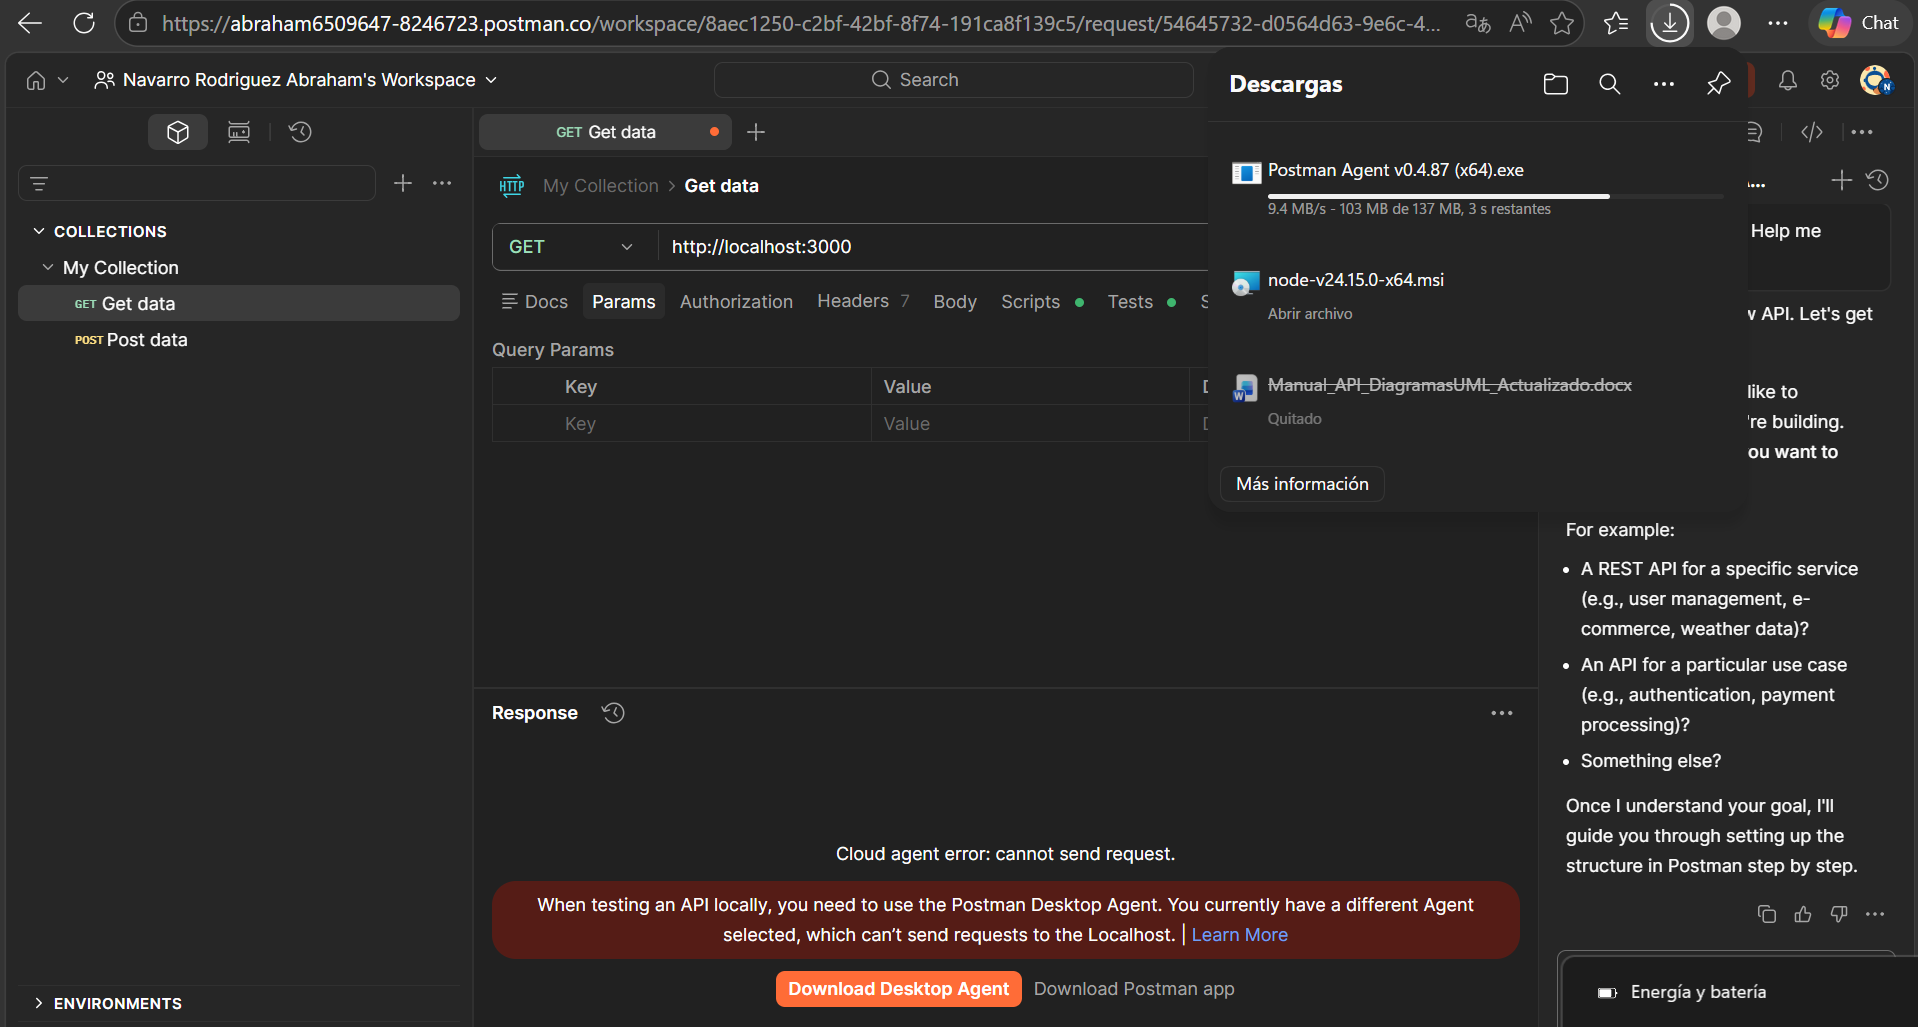 https://abraham6509647-8246723.postman.co/workspace/8aec1250-c2bf-42bf-8f74-191ca8f139c5/request/54645732-d0564d63-9e6c-4...
Chat
Navarro Rodriguez Abraham's Workspace
Search
COLLECTIONS
My Collection
GET Get data
POST Post data
ENVIRONMENTS
GET Get data
HTTP My Collection > Get data
GET http://localhost:3000
Docs Params Authorization Headers 7 Body Scripts Tests S
Query Params
Key Value D
Key Value D
Response
Cloud agent error: cannot send request.
When testing an API locally, you need to use the Postman Desktop Agent. You currently have a different Agent
selected, which can't send requests to the Localhost. | Learn More
Download Desktop Agent Download Postman app
Descargas
Postman Agent v0.4.87 (x64).exe
9.4 MB/s - 103 MB de 137 MB, 3 s restantes
node-v24.15.0-x64.msi
Abrir archivo
Manual_API_DiagramasUML_Actualizado.docx
Quitado
Más información
Help me
API. Let's get
like to
're building.
ou want to
For example:
• A REST API for a specific service
(e.g., user management, e-
commerce, weather data)?
• An API for a particular use case
(e.g., authentication, payment
processing)?
• Something else?
Once I understand your goal, I'll
guide you through setting up the
structure in Postman step by step.
Energía y batería